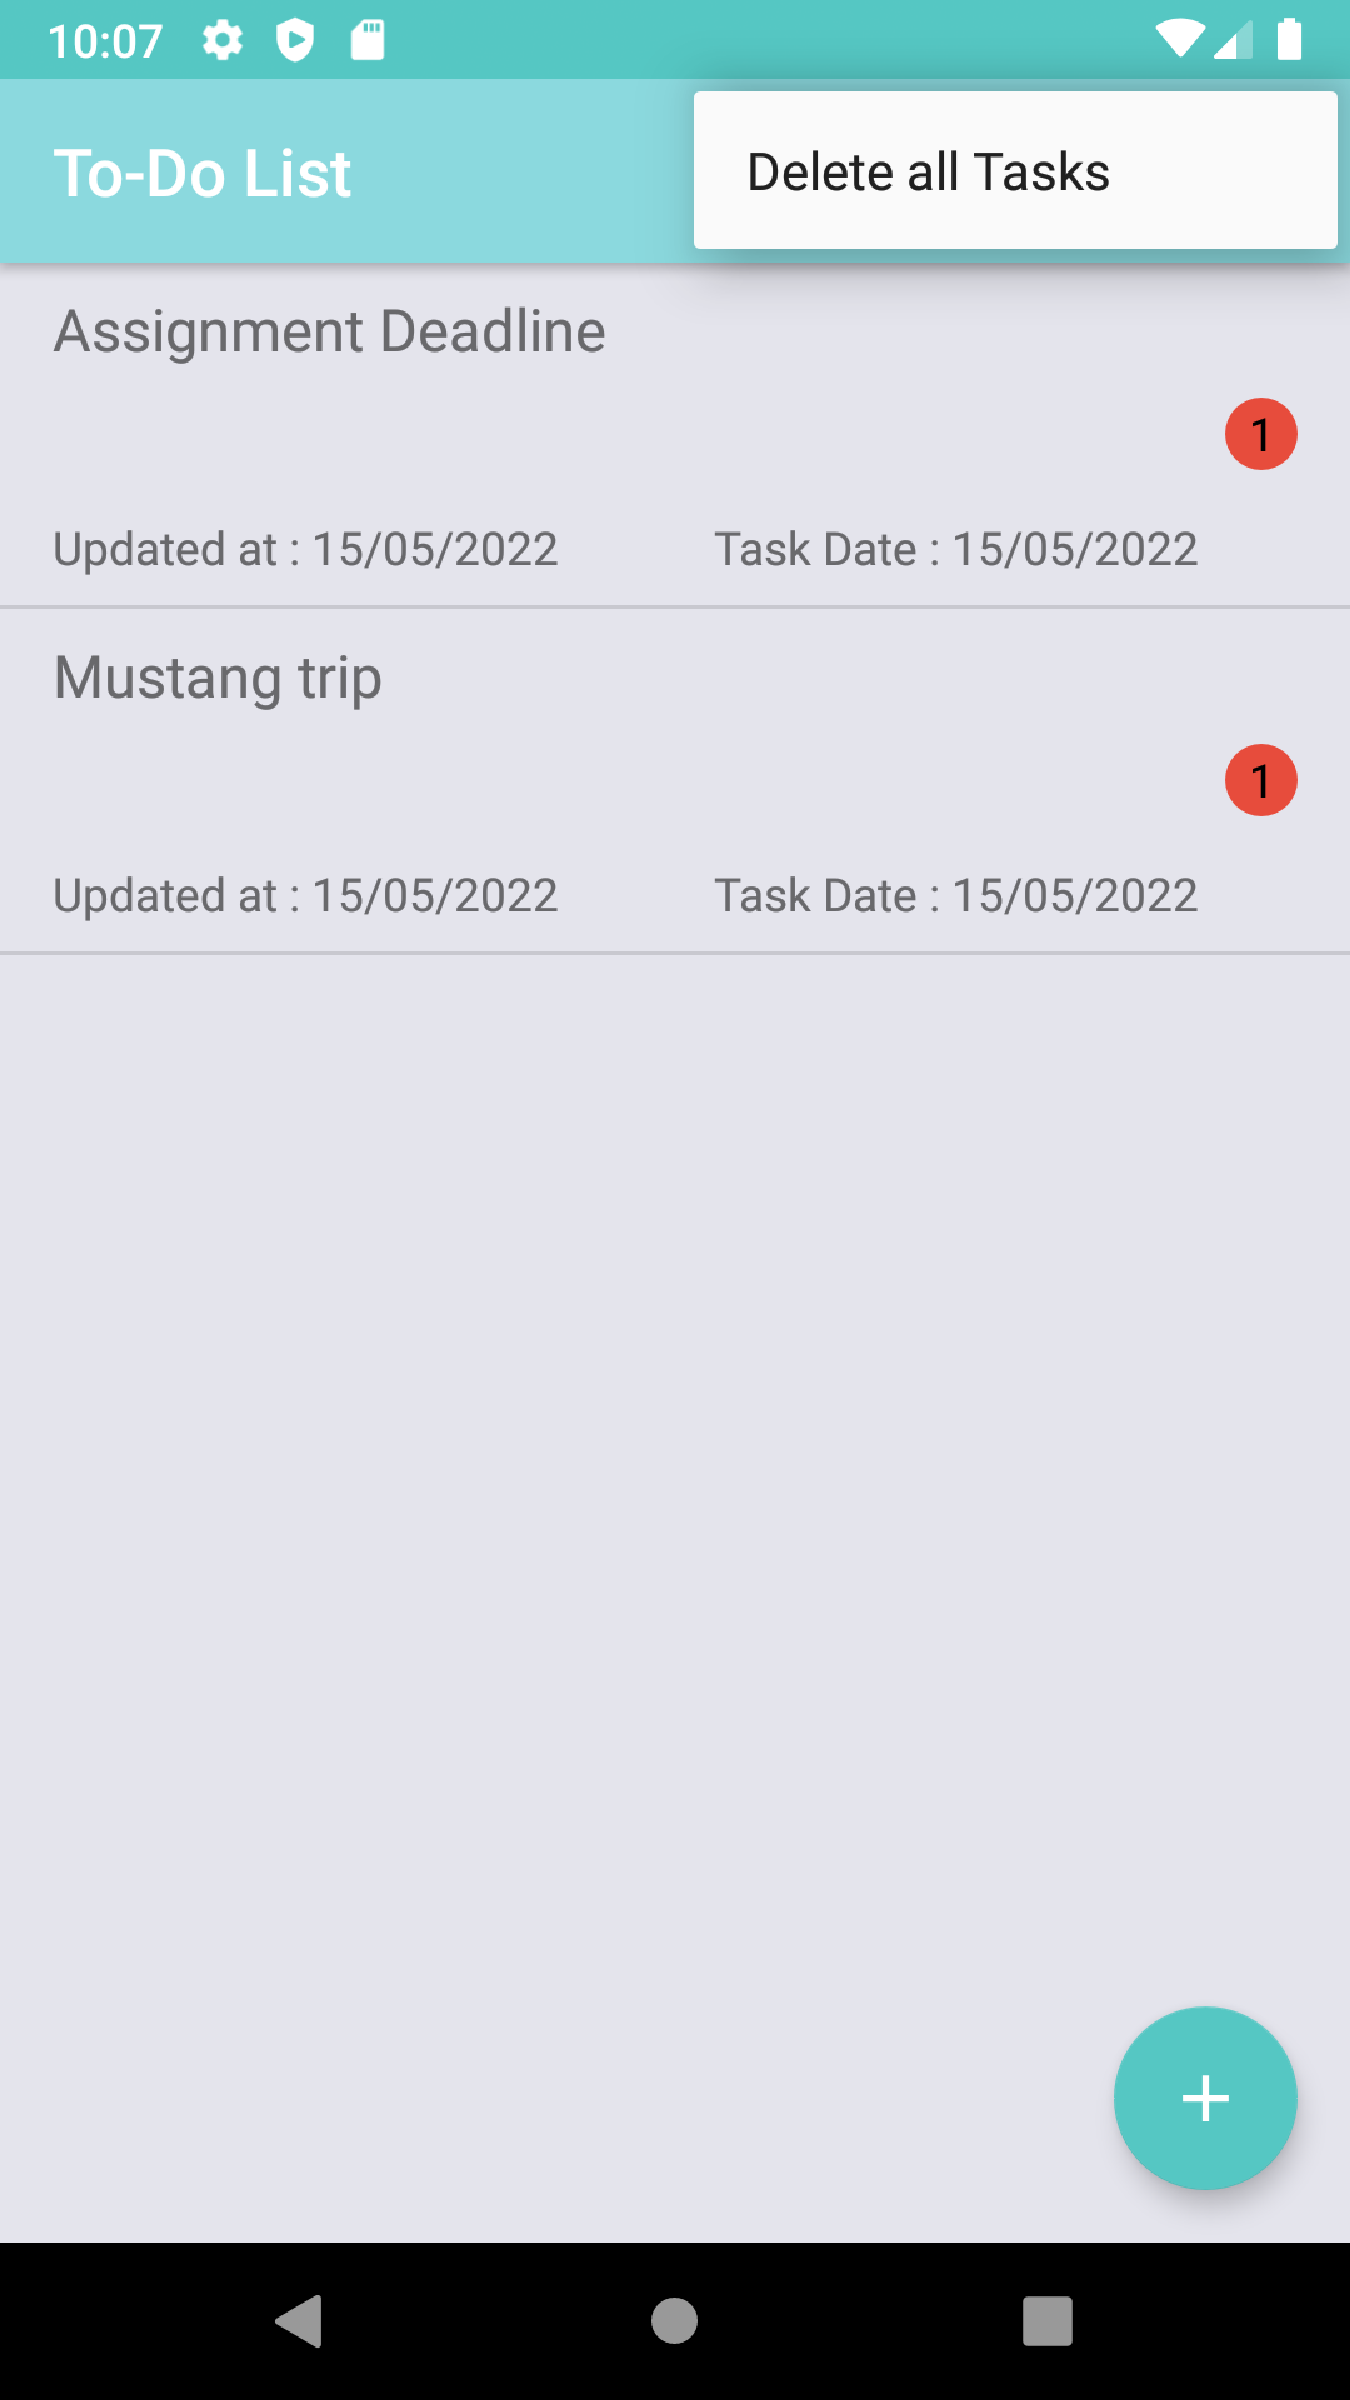 10:07
To-Do List
Delete all Tasks
Assignment Deadline
1
Updated at : 15/05/2022 Task Date : 15/05/2022
Mustang trip
1
Updated at : 15/05/2022 Task Date : 15/05/2022
+